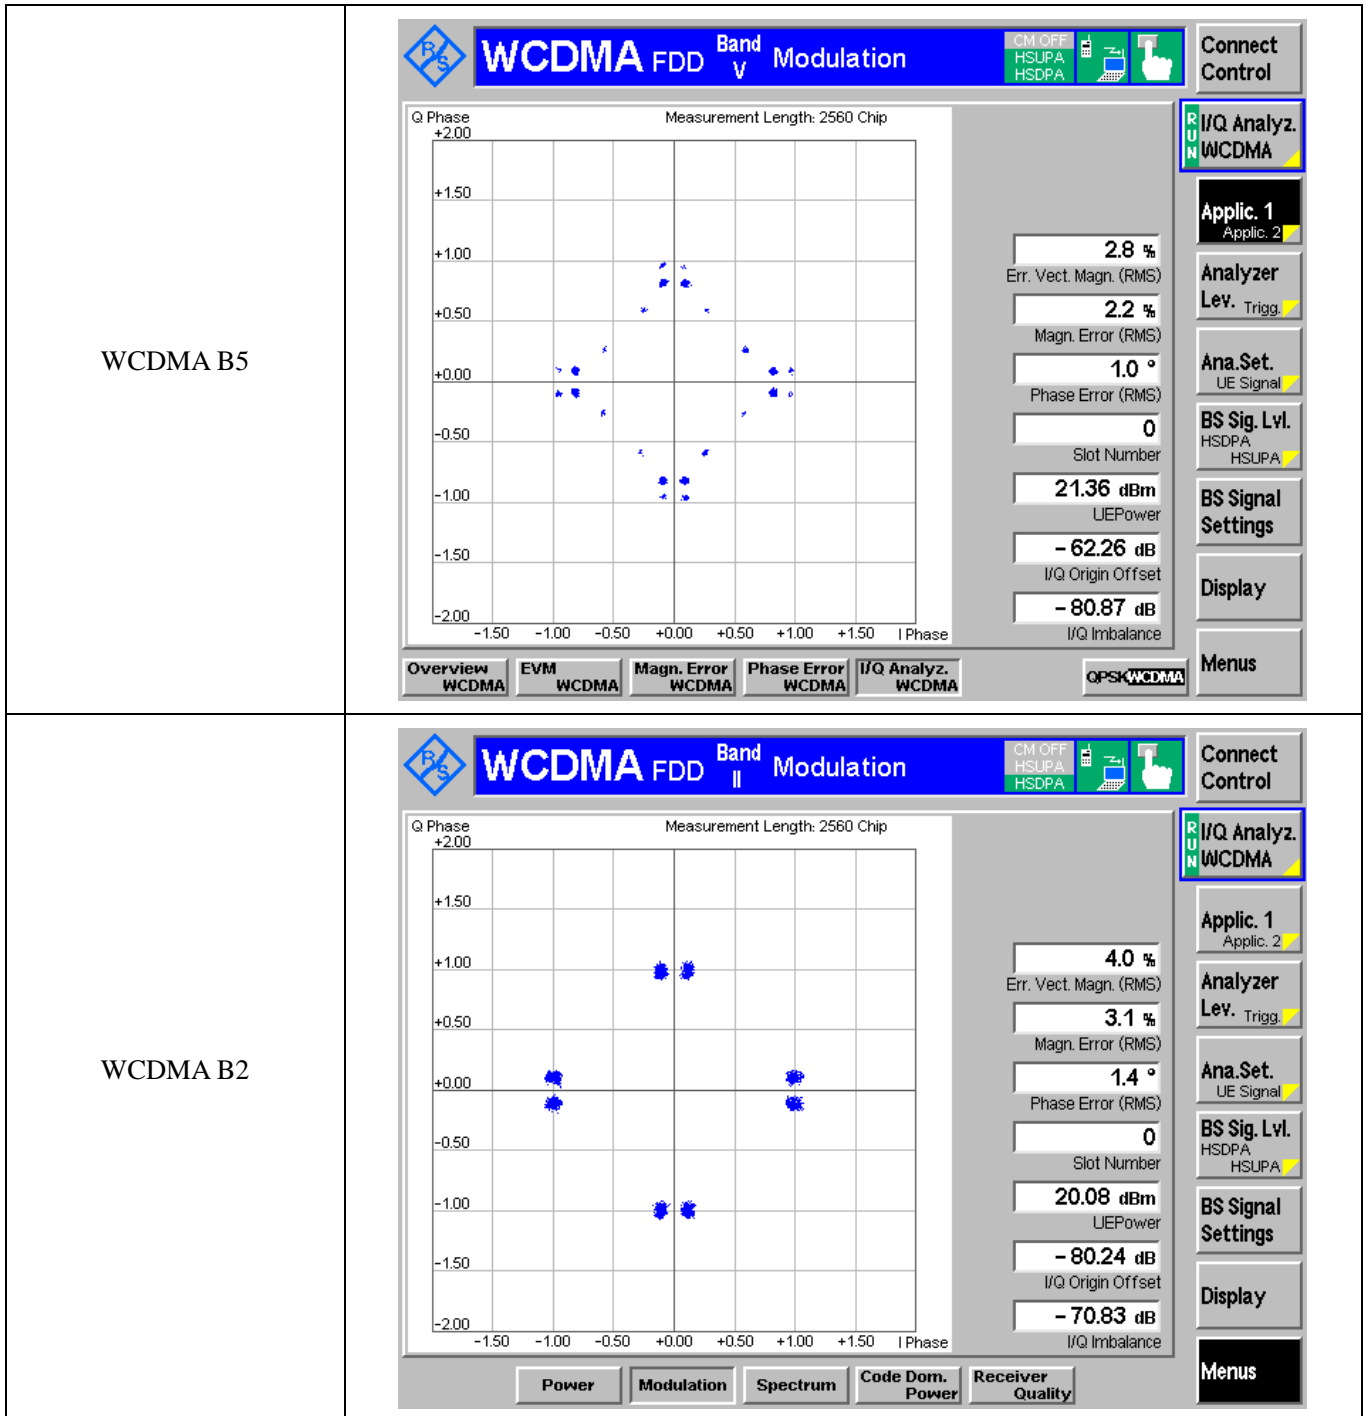 WCDMA B5
R/S
WCDMA FDD Band V Modulation
CM OFF
HSUPA
HSDPA
Connect Control
Q Phase
Measurement Length: 2560 Chip
+2.00
+1.50
+1.00
+0.50
+0.00
-0.50
-1.00
-1.50
-2.00
-1.50 -1.00 -0.50 +0.00 +0.50 +1.00 +1.50 I Phase
2.8 %
Err. Vect. Magn. (RMS)
2.2 %
Magn. Error (RMS)
1.0 °
Phase Error (RMS)
0
Slot Number
21.36 dBm
UEPower
- 62.26 dB
I/Q Origin Offset
- 80.87 dB
I/Q Imbalance
RUN
I/Q Analyz.
WCDMA
Applic. 1
Applic. 2
Analyzer
Lev. Trigg.
Ana.Set.
UE Signal
BS Sig. Lvl.
HSDPA
HSUPA
BS Signal
Settings
Display
Menus
Overview WCDMA
EVM WCDMA
Magn. Error WCDMA
Phase Error WCDMA
I/Q Analyz. WCDMA
QPSK WCDMA
WCDMA B2
R/S
WCDMA FDD Band II Modulation
CM OFF
HSUPA
HSDPA
Connect Control
Q Phase
Measurement Length: 2560 Chip
+2.00
+1.50
+1.00
+0.50
+0.00
-0.50
-1.00
-1.50
-2.00
-1.50 -1.00 -0.50 +0.00 +0.50 +1.00 +1.50 I Phase
4.0 %
Err. Vect. Magn. (RMS)
3.1 %
Magn. Error (RMS)
1.4 °
Phase Error (RMS)
0
Slot Number
20.08 dBm
UEPower
- 80.24 dB
I/Q Origin Offset
- 70.83 dB
I/Q Imbalance
RUN
I/Q Analyz.
WCDMA
Applic. 1
Applic. 2
Analyzer
Lev. Trigg.
Ana.Set.
UE Signal
BS Sig. Lvl.
HSDPA
HSUPA
BS Signal
Settings
Display
Menus
Power
Modulation
Spectrum
Code Dom. Power
Receiver Quality